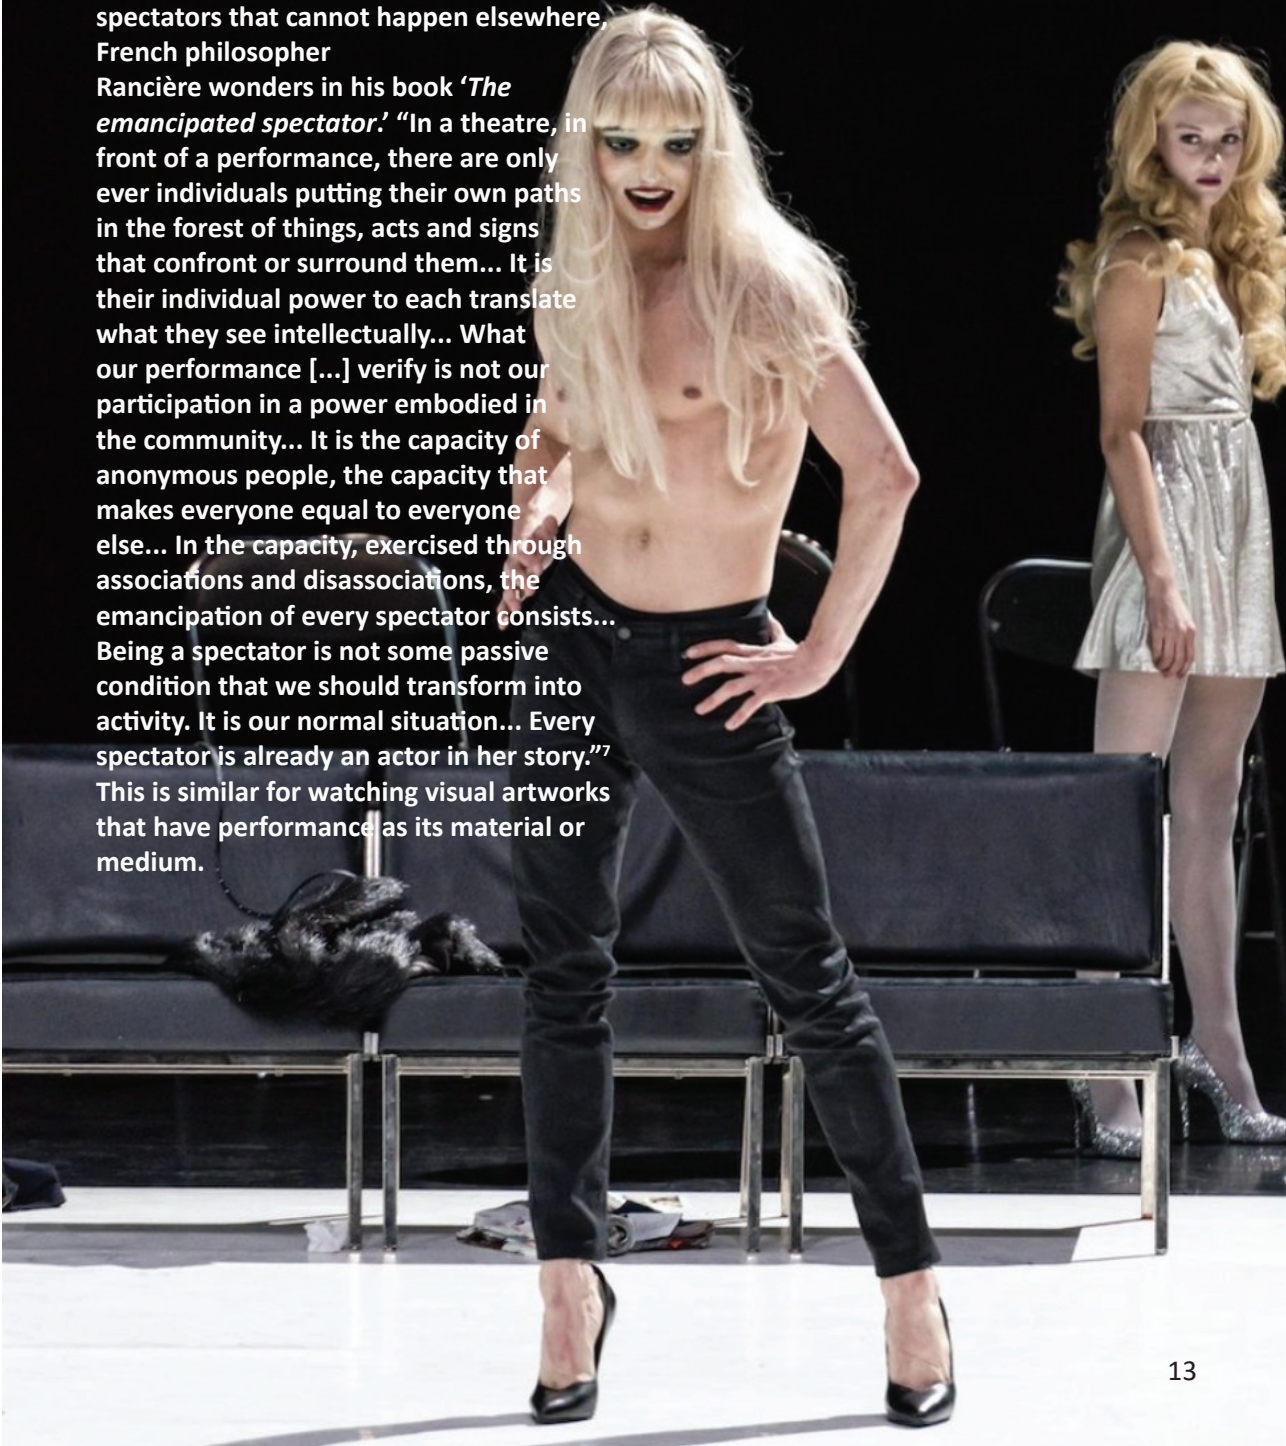 spectators that cannot happen elsewhere,
French philosopher
Rancière wonders in his book ‘The
emancipated spectator.’ “In a theatre, in
front of a performance, there are only
ever individuals putting their own paths
in the forest of things, acts and signs
that confront or surround them... It is
their individual power to each translate
what they see intellectually... What
our performance [...] verify is not our
participation in a power embodied in
the community... It is the capacity of
anonymous people, the capacity that
makes everyone equal to everyone
else... In the capacity, exercised through
associations and disassociations, the
emancipation of every spectator consists...
Being a spectator is not some passive
condition that we should transform into
activity. It is our normal situation... Every
spectator is already an actor in her story.”⁷
This is similar for watching visual artworks
that have performance as its material or
medium.
13